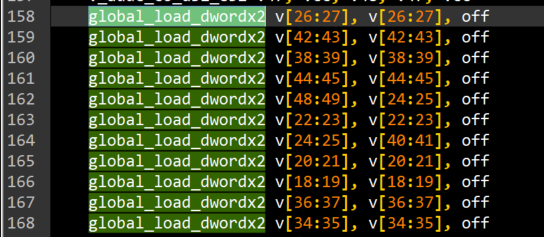 158 global_load_dwordx2 v[26:27], v[26:27], off
159 global_load_dwordx2 v[42:43], v[42:43], off
160 global_load_dwordx2 v[38:39], v[38:39], off
161 global_load_dwordx2 v[44:45], v[44:45], off
162 global_load_dwordx2 v[48:49], v[24:25], off
163 global_load_dwordx2 v[22:23], v[22:23], off
164 global_load_dwordx2 v[24:25], v[40:41], off
165 global_load_dwordx2 v[20:21], v[20:21], off
166 global_load_dwordx2 v[18:19], v[18:19], off
167 global_load_dwordx2 v[36:37], v[36:37], off
168 global_load_dwordx2 v[34:35], v[34:35], off